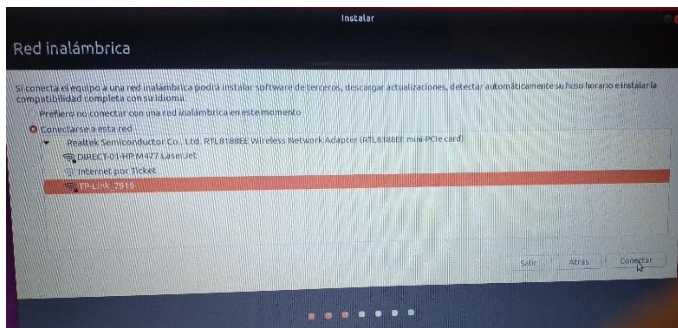 Instalar
Red inalámbrica
Si conecta el equipo a una red inalámbrica podrá instalar software de terceros, descargar actualizaciones, detectar automáticamente su huso horario e instalar la
compatibilidad completa con su idioma.
Prefiero no conectar con una red inalámbrica en este momento
Conectarse a esta red
Realtek Semiconductor Co., Ltd. RTL8188EE Wireless Network Adapter (RTL8188EE mini-PCIe card)
DIRECT-01-HP M477 LaserJet
Internet por Ticket
TP-Link_7916
Salir Atrás Conectar